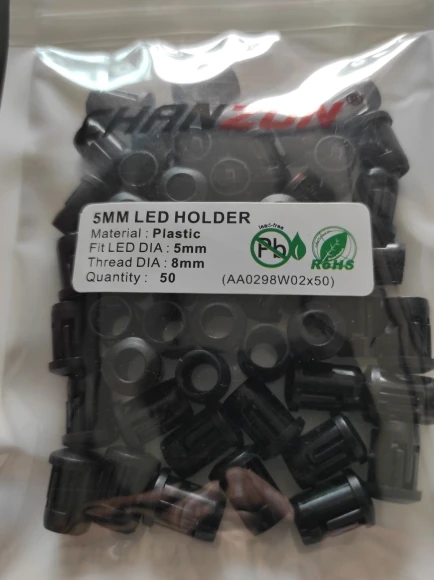 CHANZON®
5MM LED HOLDER
Material : Plastic
Fit LED DIA : 5mm
Thread DIA : 8mm
Quantity : 50
(AA0298W02x50)
lead-free
Pb
RoHS